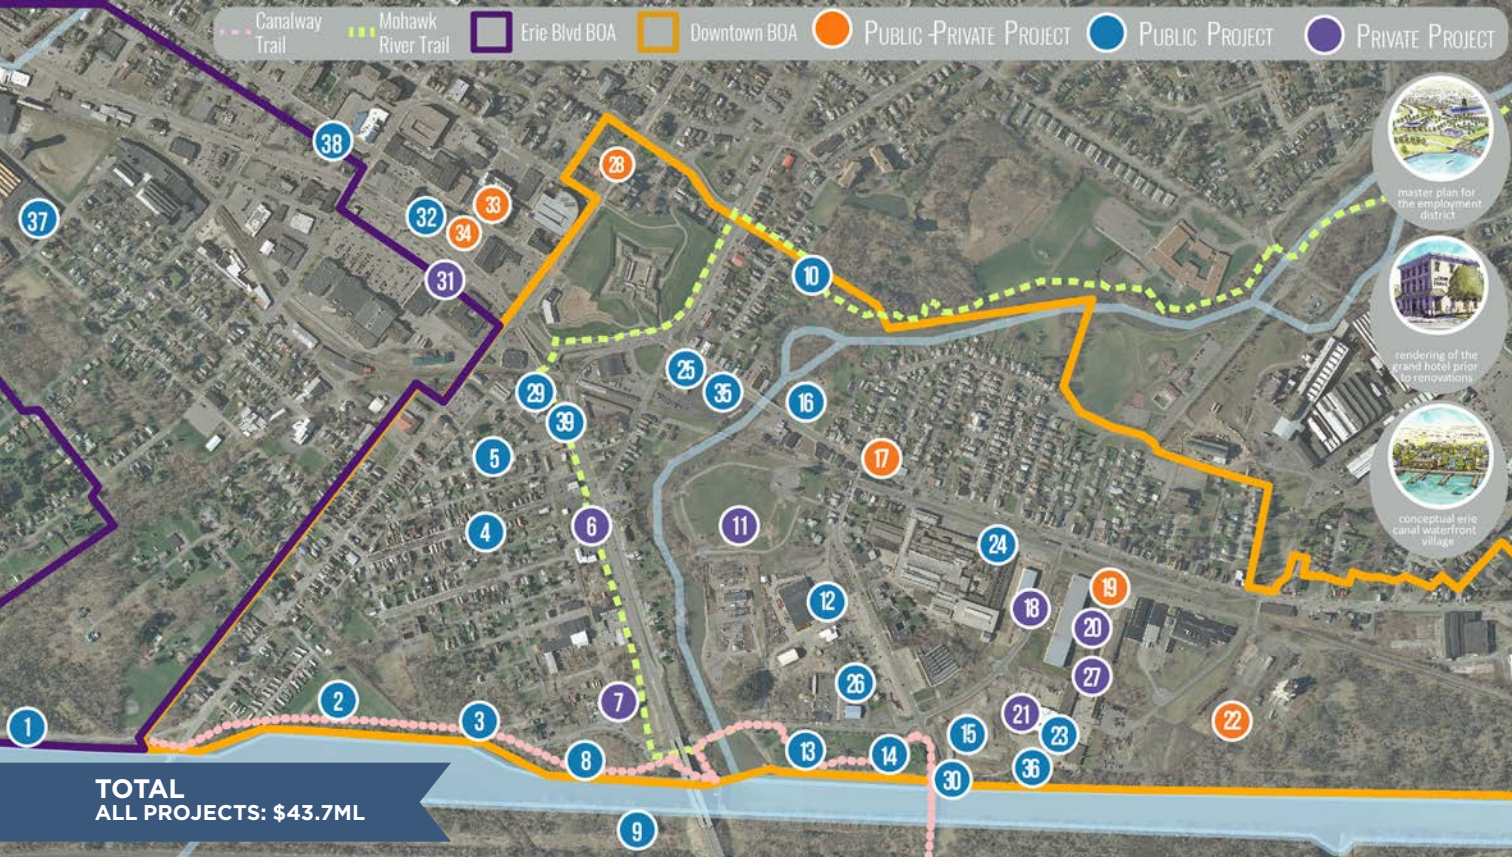 Canalway
Trail
Mohawk
River Trail
Erie Blvd BOA
Downtown BOA
PUBLIC-PRIVATE PROJECT
PUBLIC PROJECT
PRIVATE PROJECT
master plan for
the employment
district
rendering of the
grand hotel prior
to renovations
conceptual erie
canal waterfront
village
38
28
37
32
33
34
31
10
25
35
29
39
16
5
17
4
6
11
24
12
18
19
20
26
27
7
2
1
3
21
22
15
23
13
14
8
36
30
9
TOTAL
ALL PROJECTS: $43.7ML